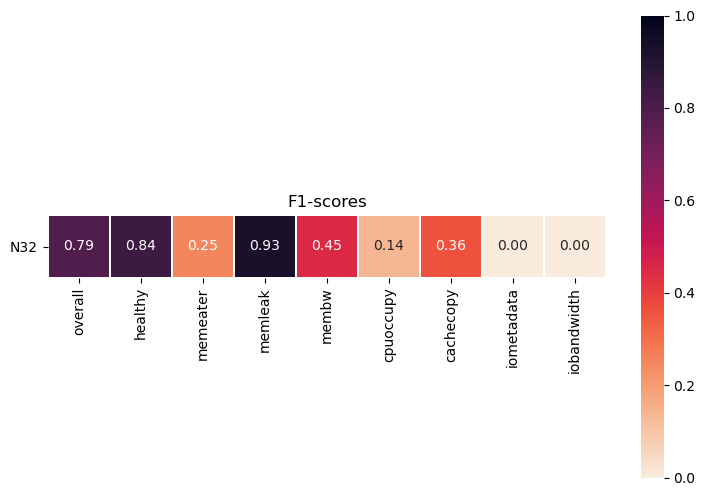 F1-scores
N32
0.79 0.84 0.25 0.93 0.45 0.14 0.36 0.00 0.00
overall
healthy
memeater
memleak
membw
cpuoccupy
cachecopy
iometadata
iobandwidth
1.0
0.8
0.6
0.4
0.2
0.0